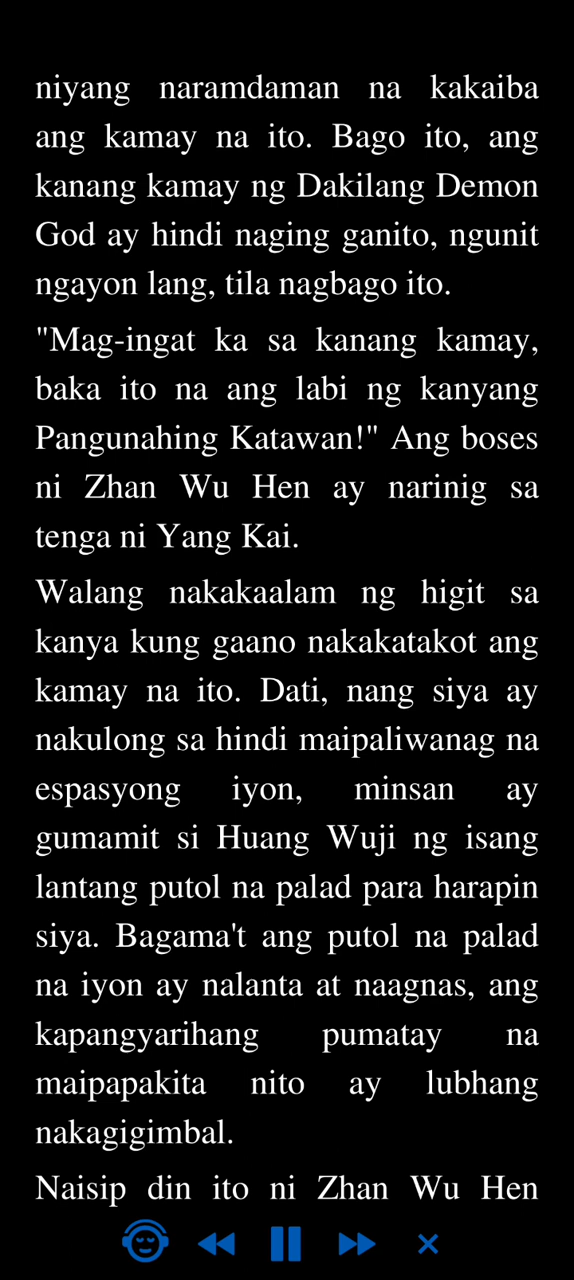 niyang naramdaman na kakaiba
ang kamay na ito. Bago ito, ang
kanang kamay ng Dakilang Demon
God ay hindi naging ganito, ngunit
ngayon lang, tila nagbago ito.
"Mag-ingat ka sa kanang kamay,
baka ito na ang labi ng kanyang
Pangunahing Katawan!" Ang boses
ni Zhan Wu Hen ay narinig sa
tenga ni Yang Kai.
Walang nakakaalam ng higit sa
kanya kung gaano nakakatakot ang
kamay na ito. Dati, nang siya ay
nakulong sa hindi maipaliwanag na
espasyong iyon, minsan ay
gumamit si Huang Wuji ng isang
lantang putol na palad para harapin
siya. Bagama't ang putol na palad
na iyon ay nalanta at naagnas, ang
kapangyarihang pumatay na
maipapakita nito ay lubhang
nakagigimbal.
Naisip din ito ni Zhan Wu Hen